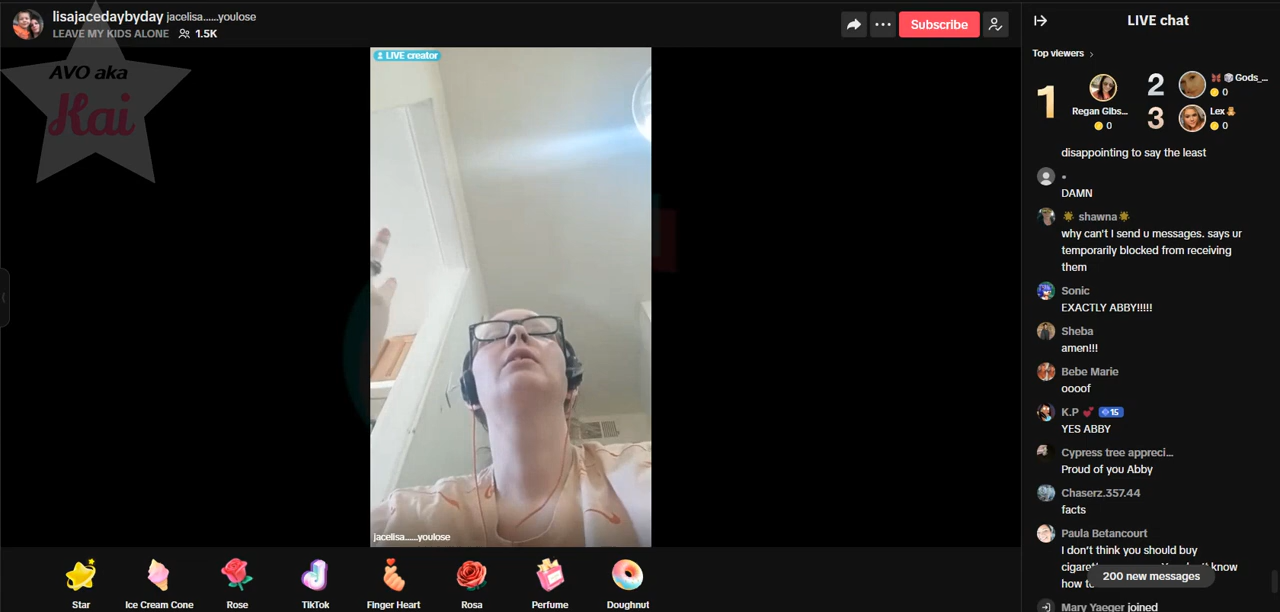 lisajacedaybyday jacelisa......youlose
LEAVE MY KIDS ALONE 1.5K
Subscribe
AVO aka
Kai
LIVE creator
jacelisa......youlose
Star
Ice Cream Cone
Rose
TikTok
Finger Heart
Rosa
Perfume
Doughnut
LIVE chat
Top viewers
1
Regan Gibs...
0
2
Gods_...
0
3
Lex
0
disappointing to say the least
DAMN
shawna
why can't I send u messages. says ur
temporarily blocked from receiving
them
Sonic
EXACTLY ABBY!!!!!
Sheba
amen!!!
Bebe Marie
oooof
K.P 15
YES ABBY
Cypress tree appreci...
Proud of you Abby
Chaserz.357.44
facts
Paula Betancourt
I don't think you should buy
know
how
200 new messages
Mary Yaeger joined